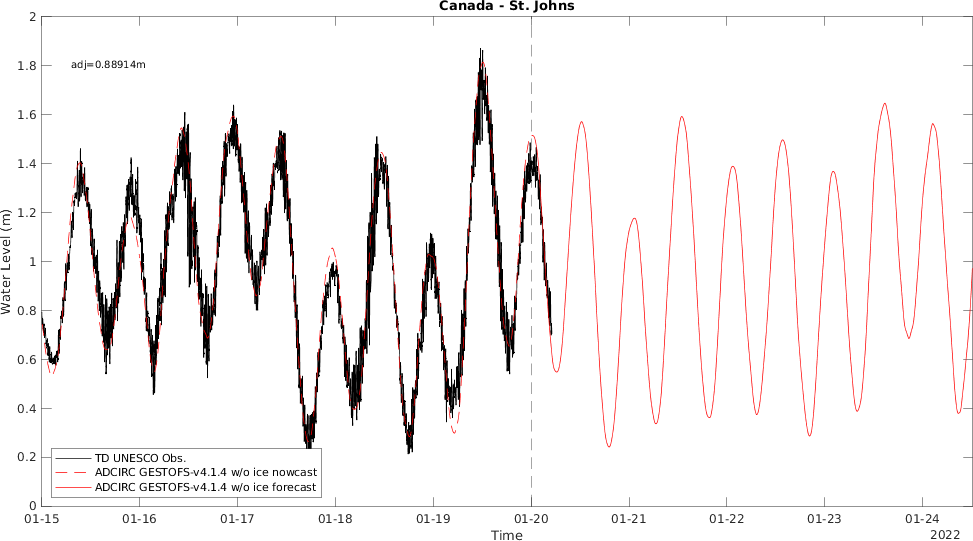 Canada - St. Johns
adj=0.88914m
Water Level (m)
2
1.8
1.6
1.4
1.2
1
0.8
0.6
0.4
0.2
0
TD UNESCO Obs.
ADCIRC GESTOFS-v4.1.4 w/o ice nowcast
ADCIRC GESTOFS-v4.1.4 w/o ice forecast
01-15 01-16 01-17 01-18 01-19 01-20 01-21 01-22 01-23 01-24
Time
2022